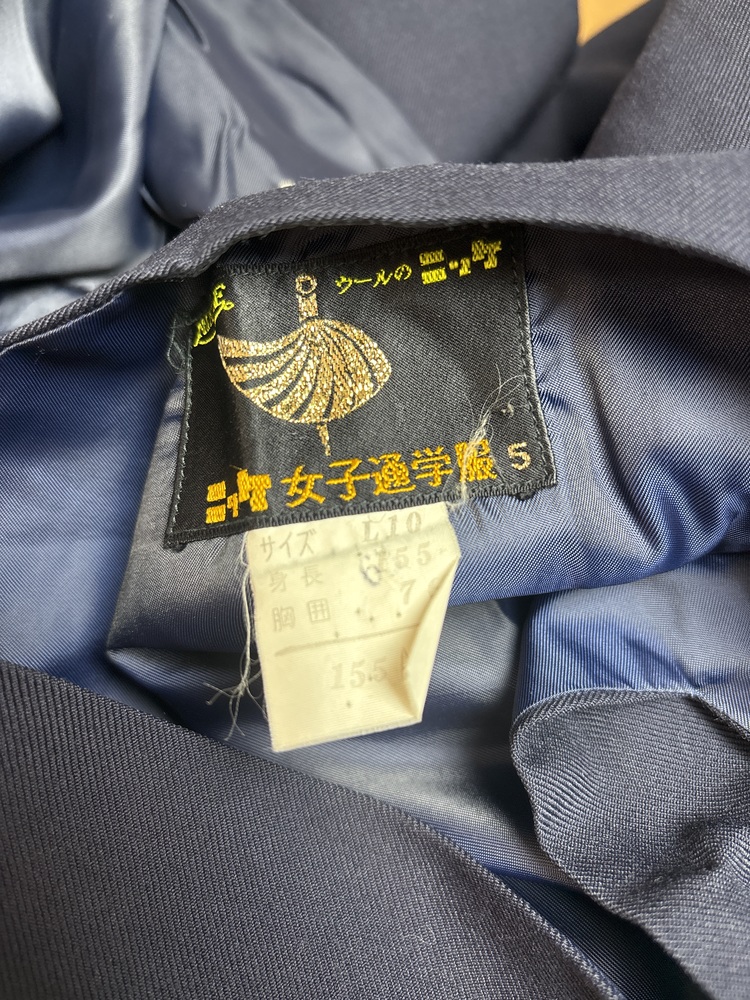 ウールのニッケ
ニッケ女子通学服 5
サイズ L10
身長 155
胸囲 7
155